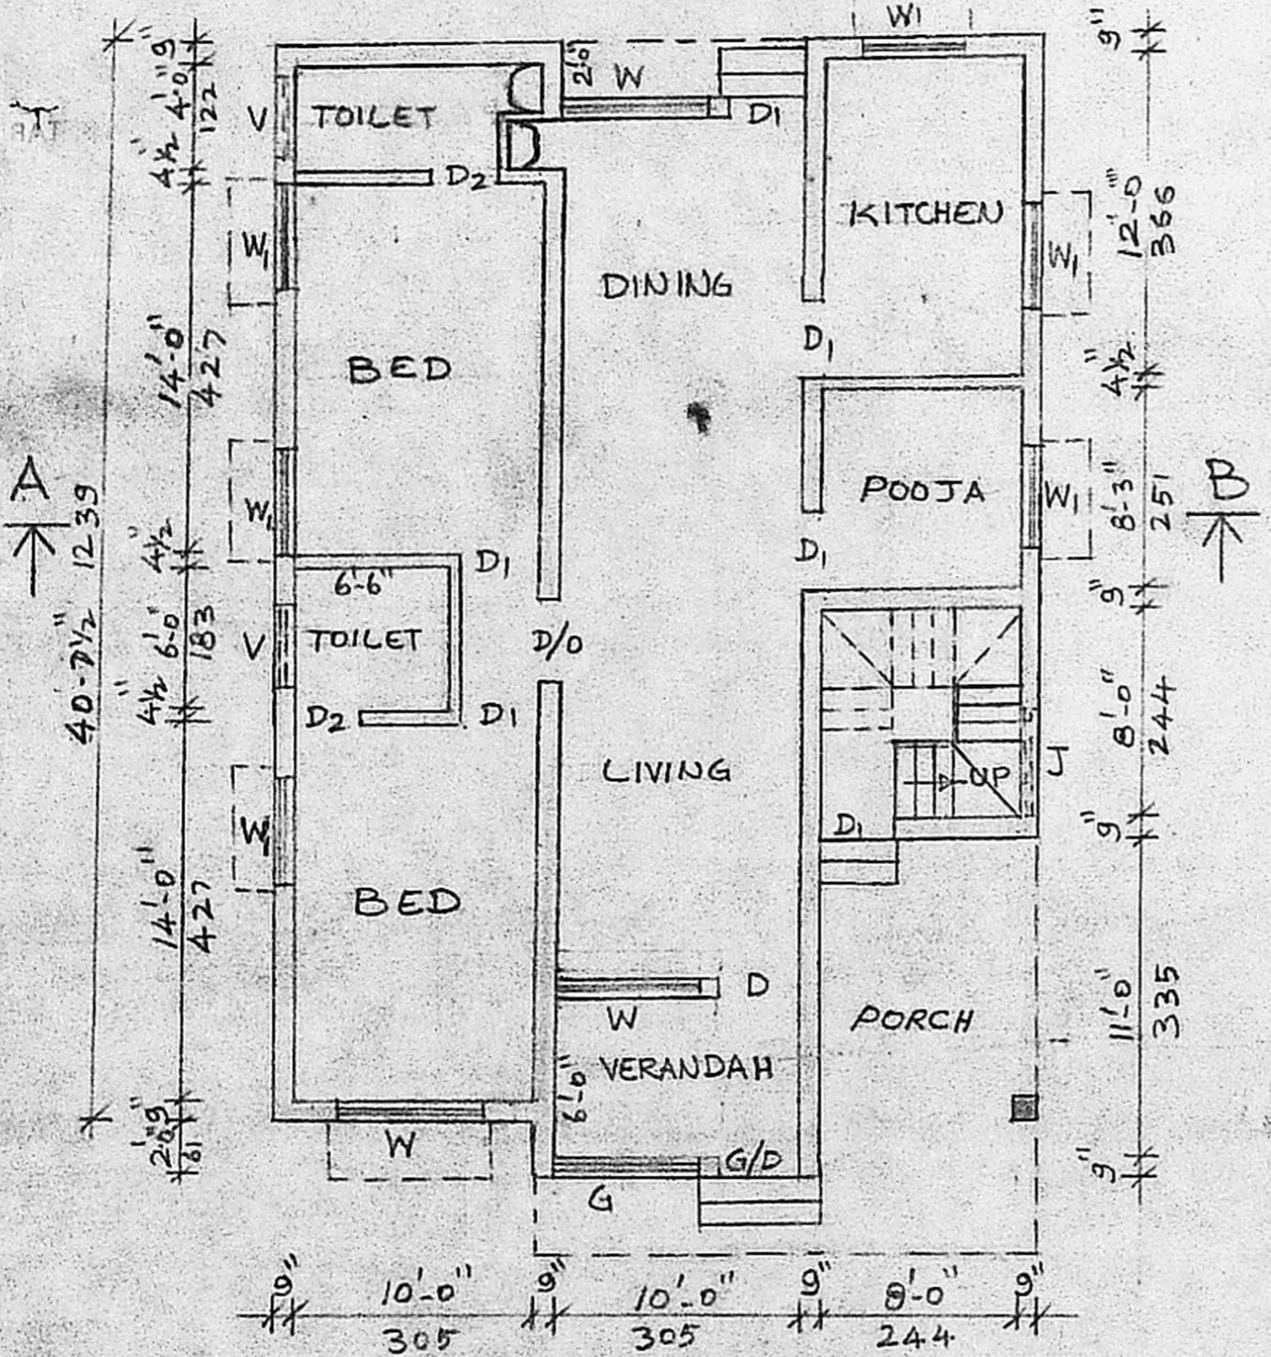 W1
9"
9"
4'-0"
122
4½"
V
TOILET
2'-0"
W
D1
D2
W1
KITCHEN
W1
12'-0"
366
DINING
D1
14'-0"
427
BED
4½"
A
W1
POOJA
W1
8'-3"
251
B
40'-7½" 1239
4½"
D1
D1
9"
6'-6"
6'-0"
183
V
TOILET
D/O
4½"
D2
D1
8'-0"
244
LIVING
UP
J
W1
D1
9"
14'-0"
427
BED
D
W
PORCH
11'-0"
335
VERANDAH
6'-0"
9"
2'-0"
61
W
G/D
9"
G
9" 10'-0" 9" 10'-0" 9" 8'-0" 9"
305 305 244